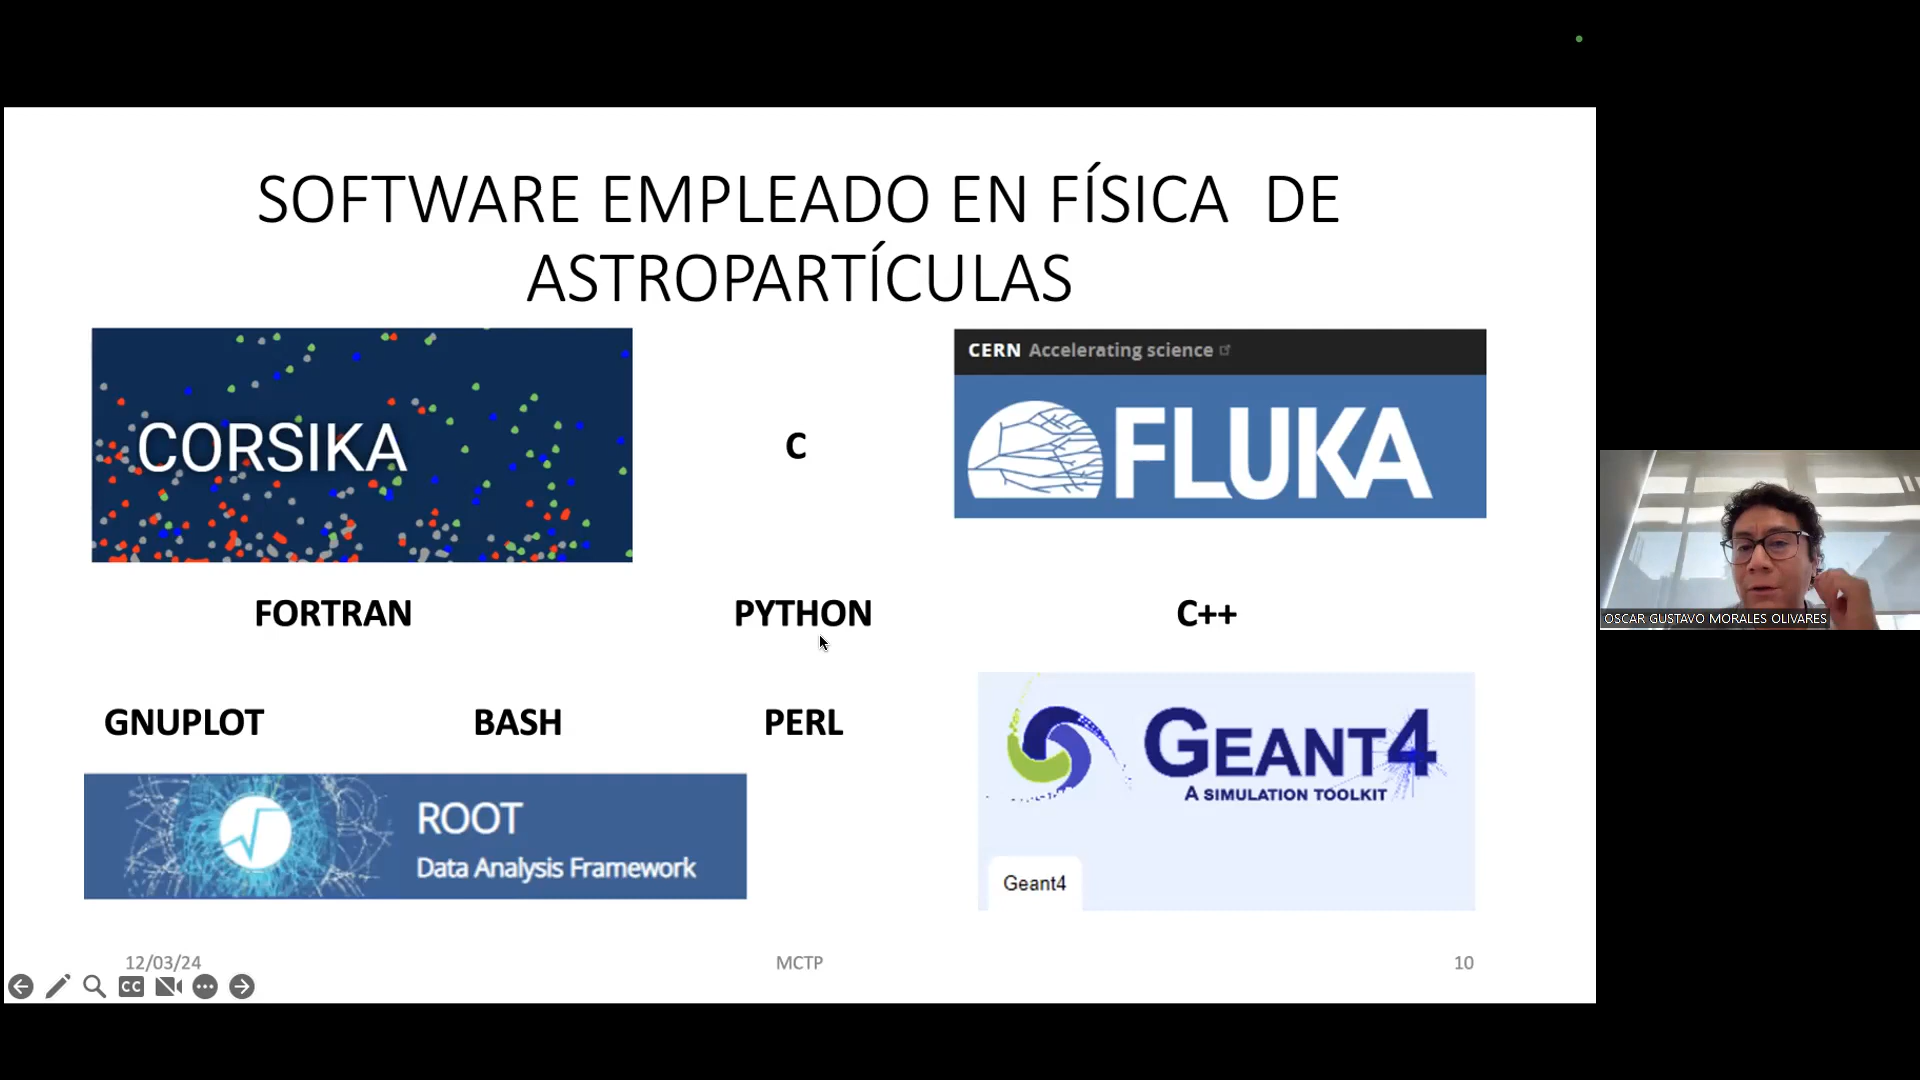 SOFTWARE EMPLEADO EN FÍSICA  DE
ASTROPARTÍCULAS
CORSIKA
C
CERN Accelerating science
FLUKA
FORTRAN
PYTHON
C++
GNUPLOT
BASH
PERL
GEANT4
A SIMULATION TOOLKIT
Geant4
ROOT
Data Analysis Framework
12/03/24
MCTP
10
CC
OSCAR GUSTAVO MORALES OLIVARES